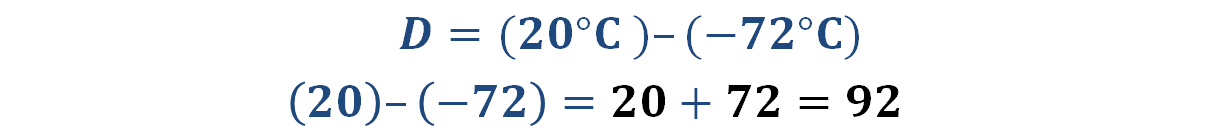 D = (20°C )–(−72°C)
(20)–(−72) = 20 + 72 = 92